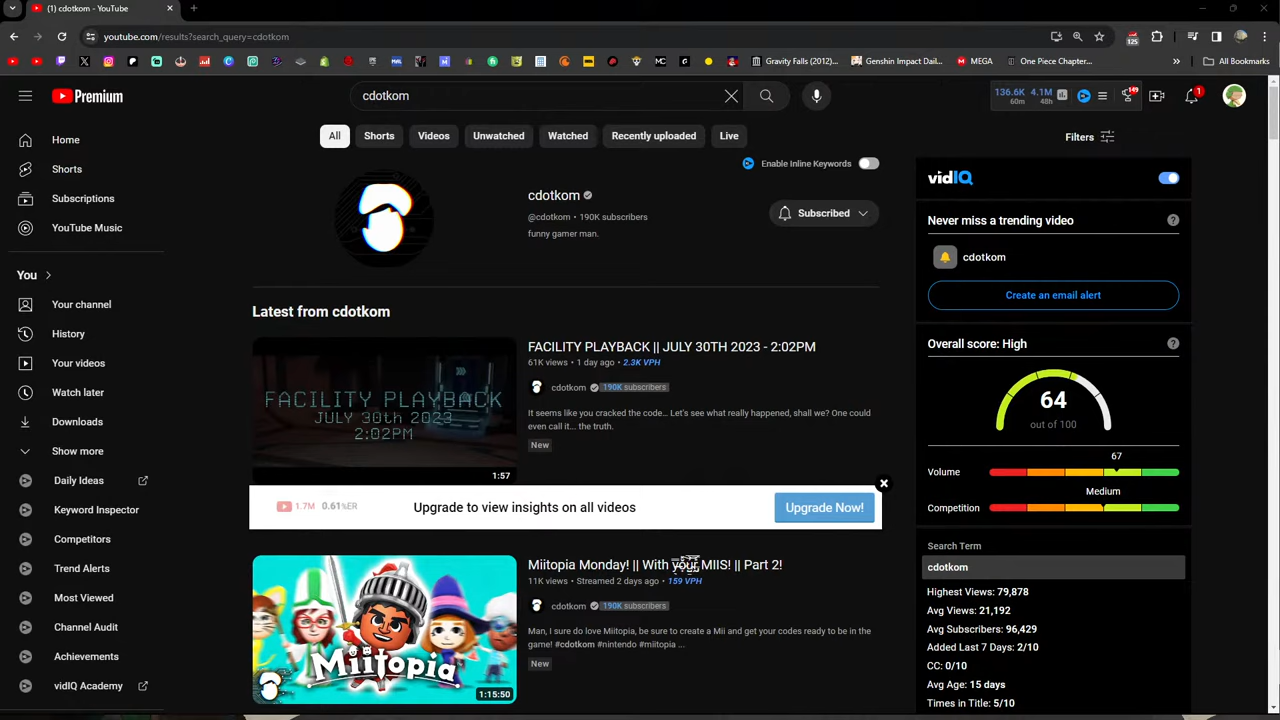 (1) cdotkom - YouTube
youtube.com/results?search_query=cdotkom
125
Gravity Falls (2012)...
Genshin Impact Dail...
MEGA
One Piece Chapter...
All Bookmarks
Premium
cdotkom
136.6K 4.1M
60m 48h
149
1
All
Shorts
Videos
Unwatched
Watched
Recently uploaded
Live
Filters
Home
Shorts
Subscriptions
YouTube Music
You
Your channel
History
Your videos
Watch later
Downloads
Show more
Daily Ideas
Keyword Inspector
Competitors
Trend Alerts
Most Viewed
Channel Audit
Achievements
vidIQ Academy
Enable Inline Keywords
cdotkom
@cdotkom • 190K subscribers
funny gamer man.
Subscribed
Latest from cdotkom
FACILITY PLAYBACK
JULY 30th 2023
2:02PM
1:57
FACILITY PLAYBACK || JULY 30TH 2023 - 2:02PM
61K views • 1 day ago • 2.3K VPH
cdotkom 190K subscribers
It seems like you cracked the code... Let's see what really happened, shall we? One could
even call it... the truth.
New
1.7M 0.61%ER
Upgrade to view insights on all videos
Upgrade Now!
Miitopia
1:15:50
Miitopia Monday! || With your MIIS! || Part 2!
11K views • Streamed 2 days ago • 159 VPH
cdotkom 190K subscribers
Man, I sure do love Miitopia, be sure to create a Mii and get your codes ready to be in the
game! #cdotkom #nintendo #miitopia ...
New
vidIQ
Never miss a trending video
cdotkom
Create an email alert
Overall score: High
64
out of 100
67
Volume
Medium
Competition
Search Term
cdotkom
Highest Views: 79,878
Avg Views: 21,192
Avg Subscribers: 96,429
Added Last 7 Days: 2/10
CC: 0/10
Avg Age: 15 days
Times in Title: 5/10